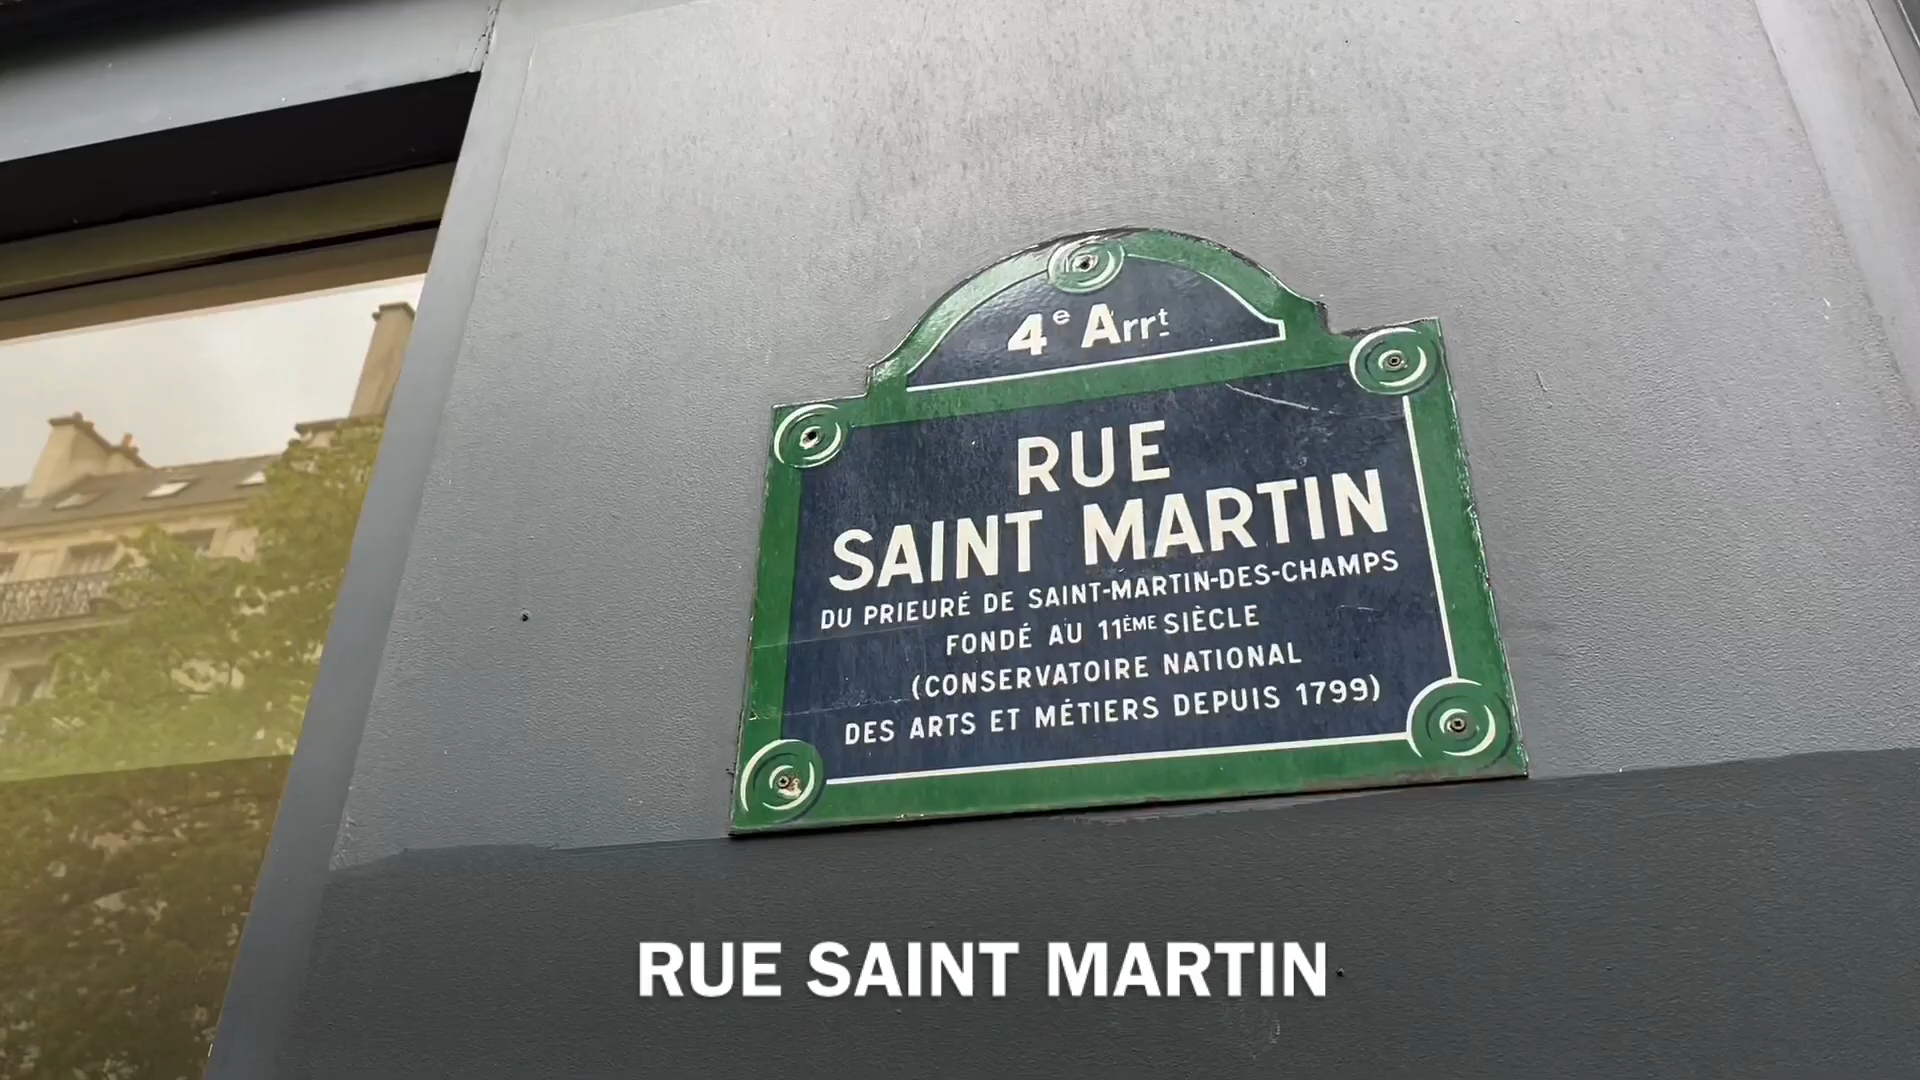 4e Arrt
RUE
SAINT MARTIN
DU PRIEURÉ DE SAINT-MARTIN-DES-CHAMPS
FONDÉ AU 11ÈME SIÈCLE
(CONSERVATOIRE NATIONAL
DES ARTS ET MÉTIERS DEPUIS 1799)
RUE SAINT MARTIN